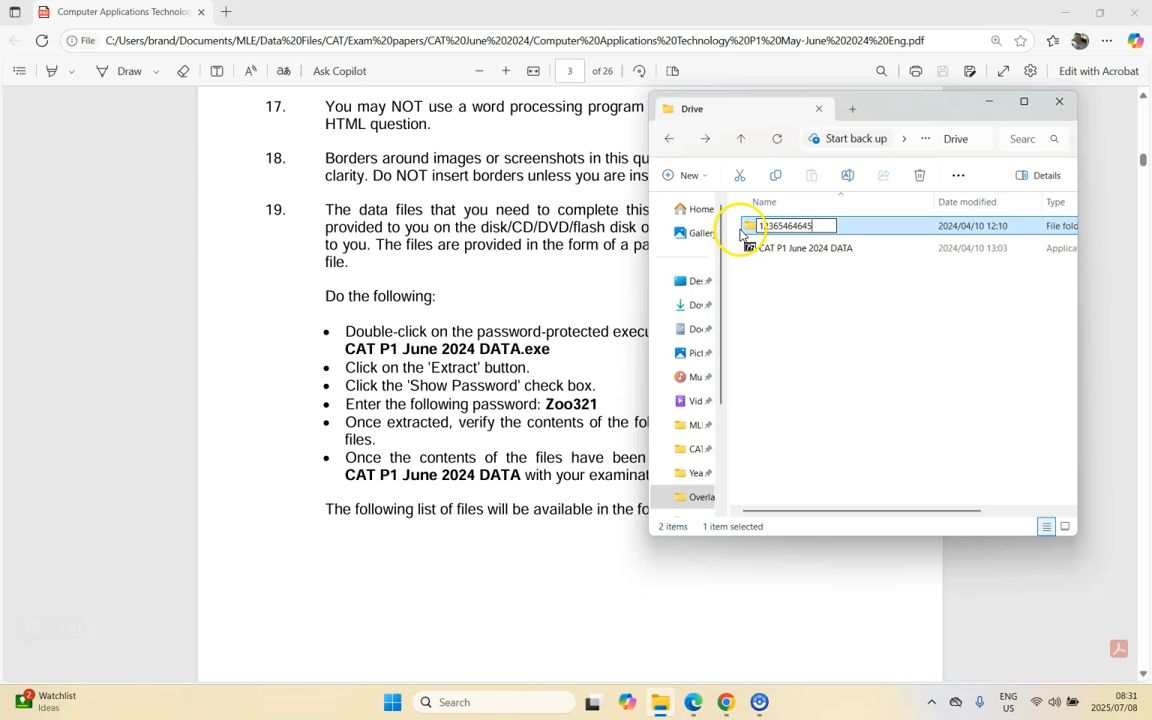 Computer Applications Technolo
File
C:/Users/brand/Documents/MLE/Data%20Files/CAT/Exam%20papers/CAT%20June%202024/Computer%20Applications%20Technology%20P1%20May-June%202024%20Eng.pdf
Draw
Ask Copilot
3 of 26
Edit with Acrobat
17. You may NOT use a word processing program
HTML question.
18. Borders around images or screenshots in this qu
clarity. Do NOT insert borders unless you are ins
19. The data files that you need to complete this
provided to you on the disk/CD/DVD/flash disk o
to you. The files are provided in the form of a pa
file.
Do the following:
• Double-click on the password-protected execu
CAT P1 June 2024 DATA.exe
• Click on the 'Extract' button.
• Click the 'Show Password' check box.
• Enter the following password: Zoo321
• Once extracted, verify the contents of the fol
files.
• Once the contents of the files have been
CAT P1 June 2024 DATA with your examinat
The following list of files will be available in the fo
Drive
Start back up
Drive
Searc
New
Details
Name Date modified Type
12365464645 2024/04/10 12:10 File fold
CAT P1 June 2024 DATA 2024/04/10 13:03 Applica
Home
Galler
Des
Do
Doc
Pict
Mu
Vid
MLI
CAT
Yea
Overla
2 items 1 item selected
Watchlist
Ideas
Search
ENG
US
08:31
2025/07/08